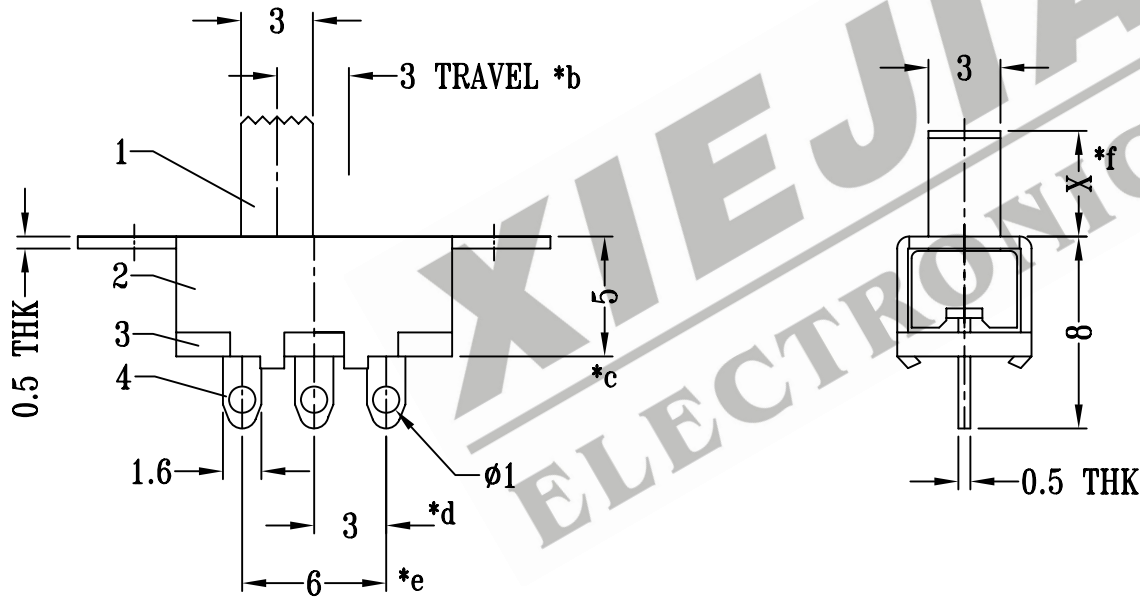 3
3 TRAVEL *b
1
2
3
4
0.5 THK
5
*c
1.6
ø1
3
*d
6
*e
3
X
*f
8
0.5 THK
XIEJIA
ELECTRONIC